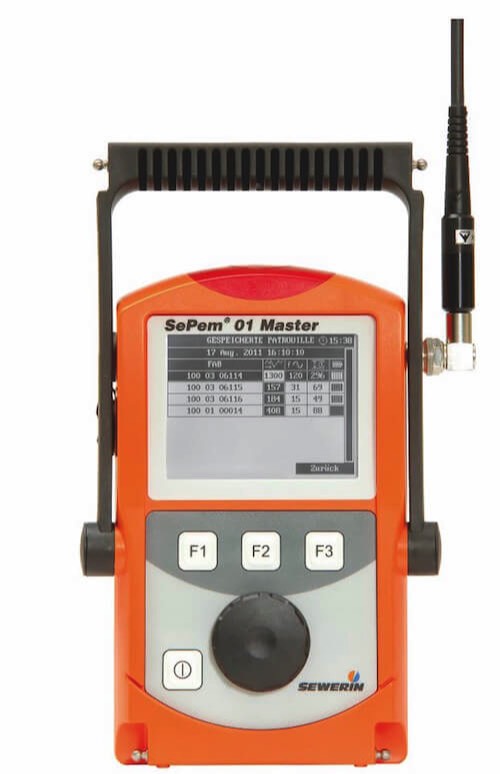 SePem® 01 Master
GESPEICHERTE PATROUILLE 15:38
17 Aug. 2011 16:10:10
FAB
100 03 06114 1300 120 296
100 03 06115 157 31 69
100 03 06116 184 15 49
100 01 00014 408 15 88
Zurück
F1 F2 F3
SEWERIN